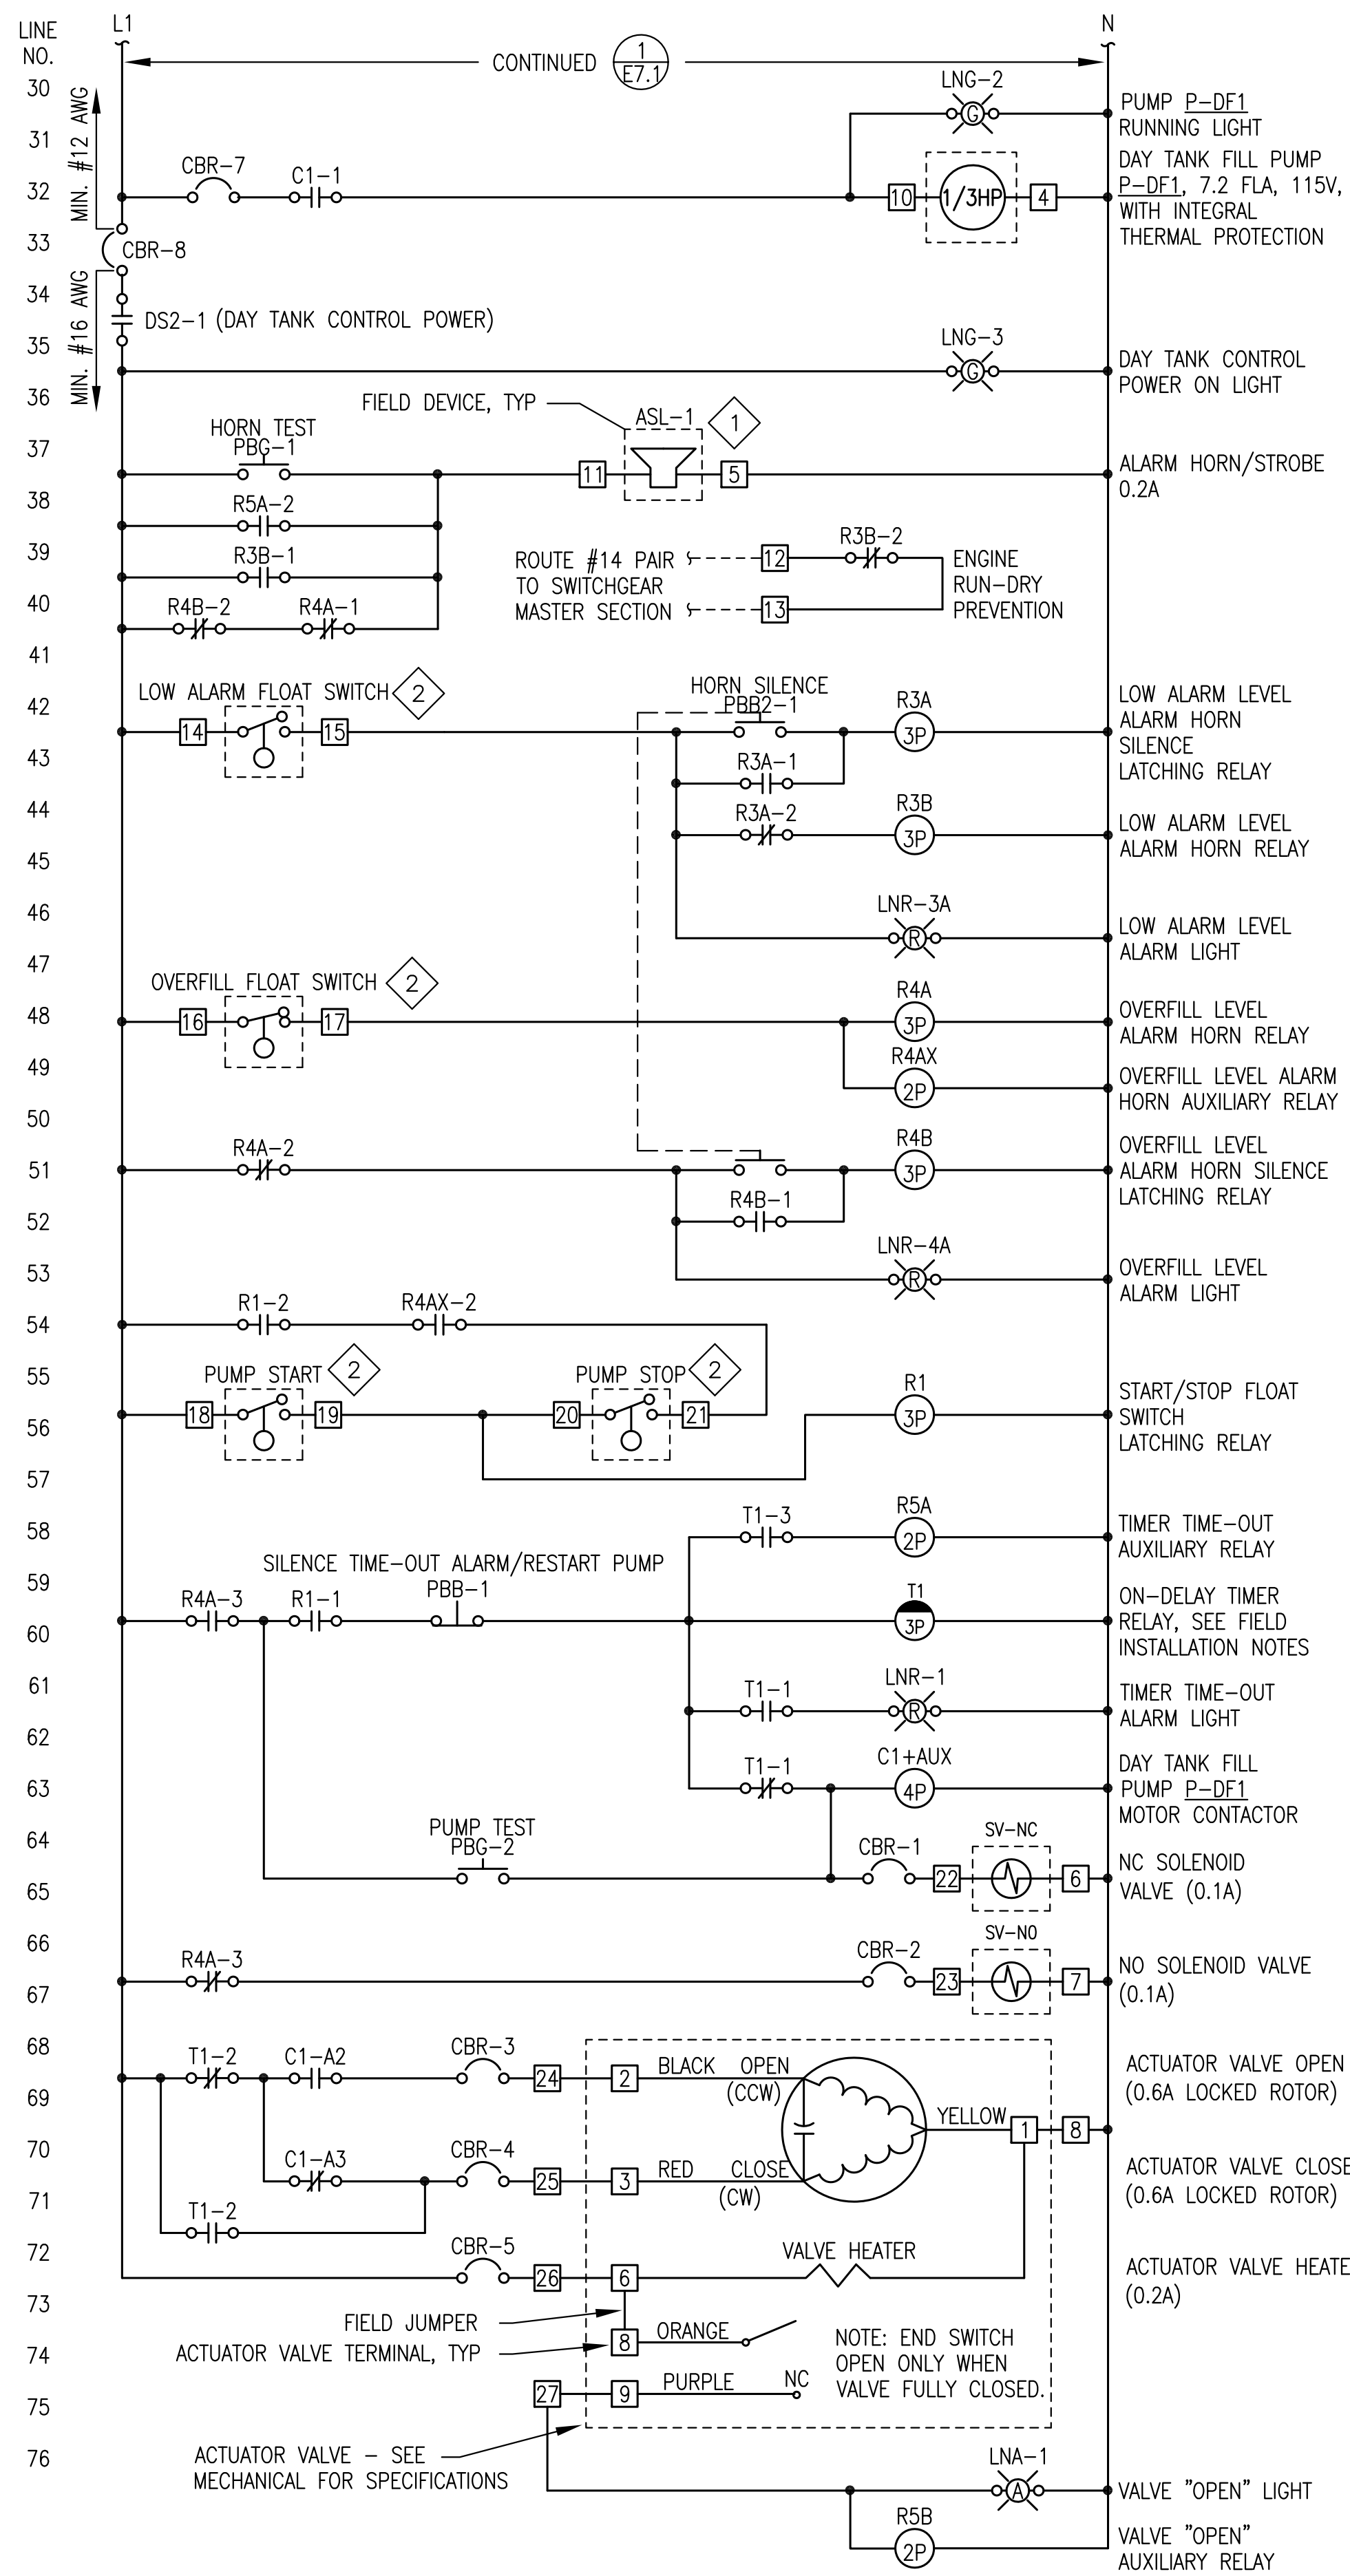 LINE NO.
L1
N
CONTINUED
1
E7.1
30
31
32
33
34
35
36
37
38
39
40
41
42
43
44
45
46
47
48
49
50
51
52
53
54
55
56
57
58
59
60
61
62
63
64
65
66
67
68
69
70
71
72
73
74
75
76
MIN. #12 AWG
MIN. #16 AWG
LNG-2
G
PUMP P-DF1
RUNNING LIGHT
CBR-7
C1-1
10
1/3HP
4
DAY TANK FILL PUMP
P-DF1, 7.2 FLA, 115V,
WITH INTEGRAL
THERMAL PROTECTION
CBR-8
DS2-1 (DAY TANK CONTROL POWER)
LNG-3
G
DAY TANK CONTROL
POWER ON LIGHT
FIELD DEVICE, TYP
ASL-1
1
HORN TEST
PBG-1
11
5
ALARM HORN/STROBE
0.2A
R5A-2
R3B-1
R4B-2
R4A-1
ROUTE #14 PAIR
TO SWITCHGEAR
MASTER SECTION
12
R3B-2
13
ENGINE
RUN-DRY
PREVENTION
LOW ALARM FLOAT SWITCH
2
14
15
HORN SILENCE
PBB2-1
R3A
3P
LOW ALARM LEVEL
ALARM HORN
SILENCE
LATCHING RELAY
R3A-1
R3A-2
R3B
3P
LOW ALARM LEVEL
ALARM HORN RELAY
LNR-3A
R
LOW ALARM LEVEL
ALARM LIGHT
OVERFILL FLOAT SWITCH
2
16
17
R4A
3P
OVERFILL LEVEL
ALARM HORN RELAY
R4AX
2P
OVERFILL LEVEL ALARM
HORN AUXILIARY RELAY
R4A-2
R4B
3P
OVERFILL LEVEL
ALARM HORN SILENCE
LATCHING RELAY
R4B-1
LNR-4A
R
OVERFILL LEVEL
ALARM LIGHT
R1-2
R4AX-2
PUMP START
2
18
19
PUMP STOP
2
20
21
R1
3P
START/STOP FLOAT
SWITCH
LATCHING RELAY
T1-3
R5A
2P
TIMER TIME-OUT
AUXILIARY RELAY
SILENCE TIME-OUT ALARM/RESTART PUMP
R4A-3
R1-1
PBB-1
T1
3P
ON-DELAY TIMER
RELAY, SEE FIELD
INSTALLATION NOTES
T1-1
LNR-1
R
TIMER TIME-OUT
ALARM LIGHT
T1-1
C1+AUX
4P
DAY TANK FILL
PUMP P-DF1
MOTOR CONTACTOR
PUMP TEST
PBG-2
CBR-1
22
SV-NC
6
NC SOLENOID
VALVE (0.1A)
R4A-3
CBR-2
23
SV-NO
7
NO SOLENOID VALVE
(0.1A)
T1-2
C1-A2
CBR-3
24
2
BLACK OPEN
(CCW)
YELLOW
1
8
ACTUATOR VALVE OPEN
(0.6A LOCKED ROTOR)
C1-A3
CBR-4
25
3
RED CLOSE
(CW)
ACTUATOR VALVE CLOSE
(0.6A LOCKED ROTOR)
T1-2
CBR-5
26
6
VALVE HEATER
ACTUATOR VALVE HEATE
(0.2A)
FIELD JUMPER
ACTUATOR VALVE TERMINAL, TYP
8
ORANGE
NOTE: END SWITCH
OPEN ONLY WHEN
VALVE FULLY CLOSED.
27
9
PURPLE
NC
ACTUATOR VALVE - SEE
MECHANICAL FOR SPECIFICATIONS
LNA-1
A
VALVE "OPEN" LIGHT
R5B
2P
VALVE "OPEN"
AUXILIARY RELAY